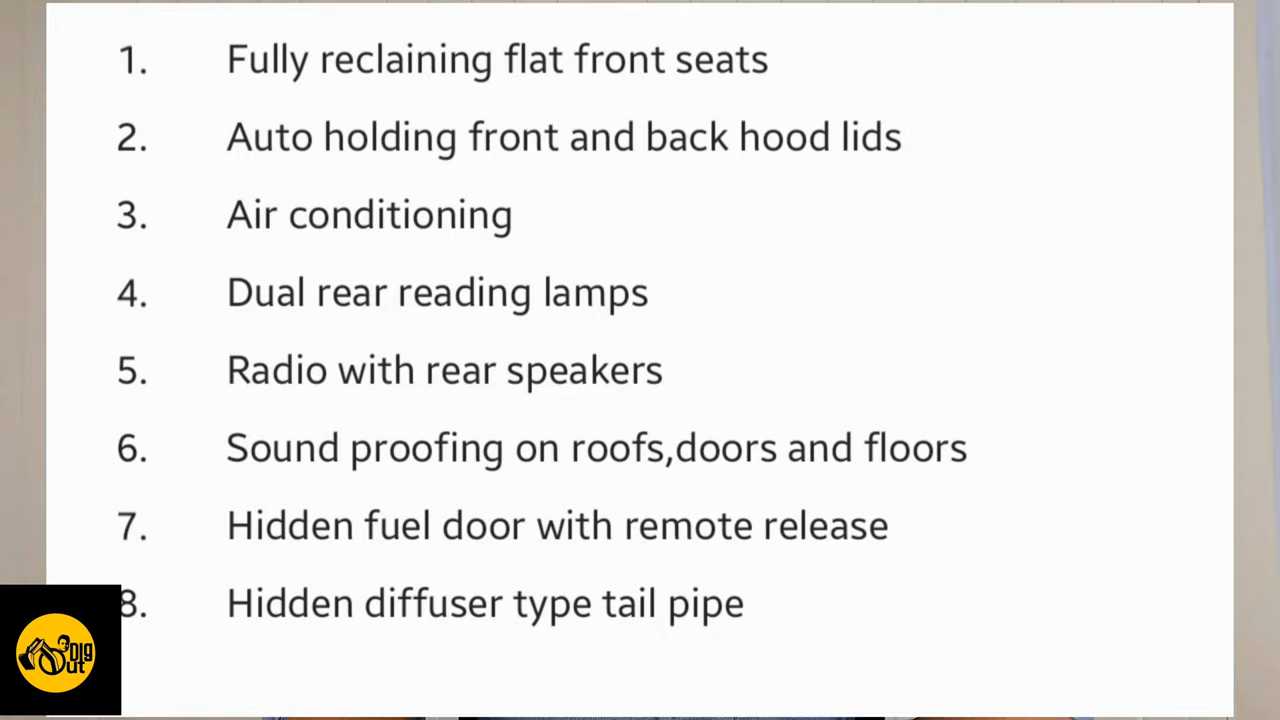 1. Fully reclaining flat front seats
2. Auto holding front and back hood lids
3. Air conditioning
4. Dual rear reading lamps
5. Radio with rear speakers
6. Sound proofing on roofs,doors and floors
7. Hidden fuel door with remote release
8. Hidden diffuser type tail pipe
DIG
Out